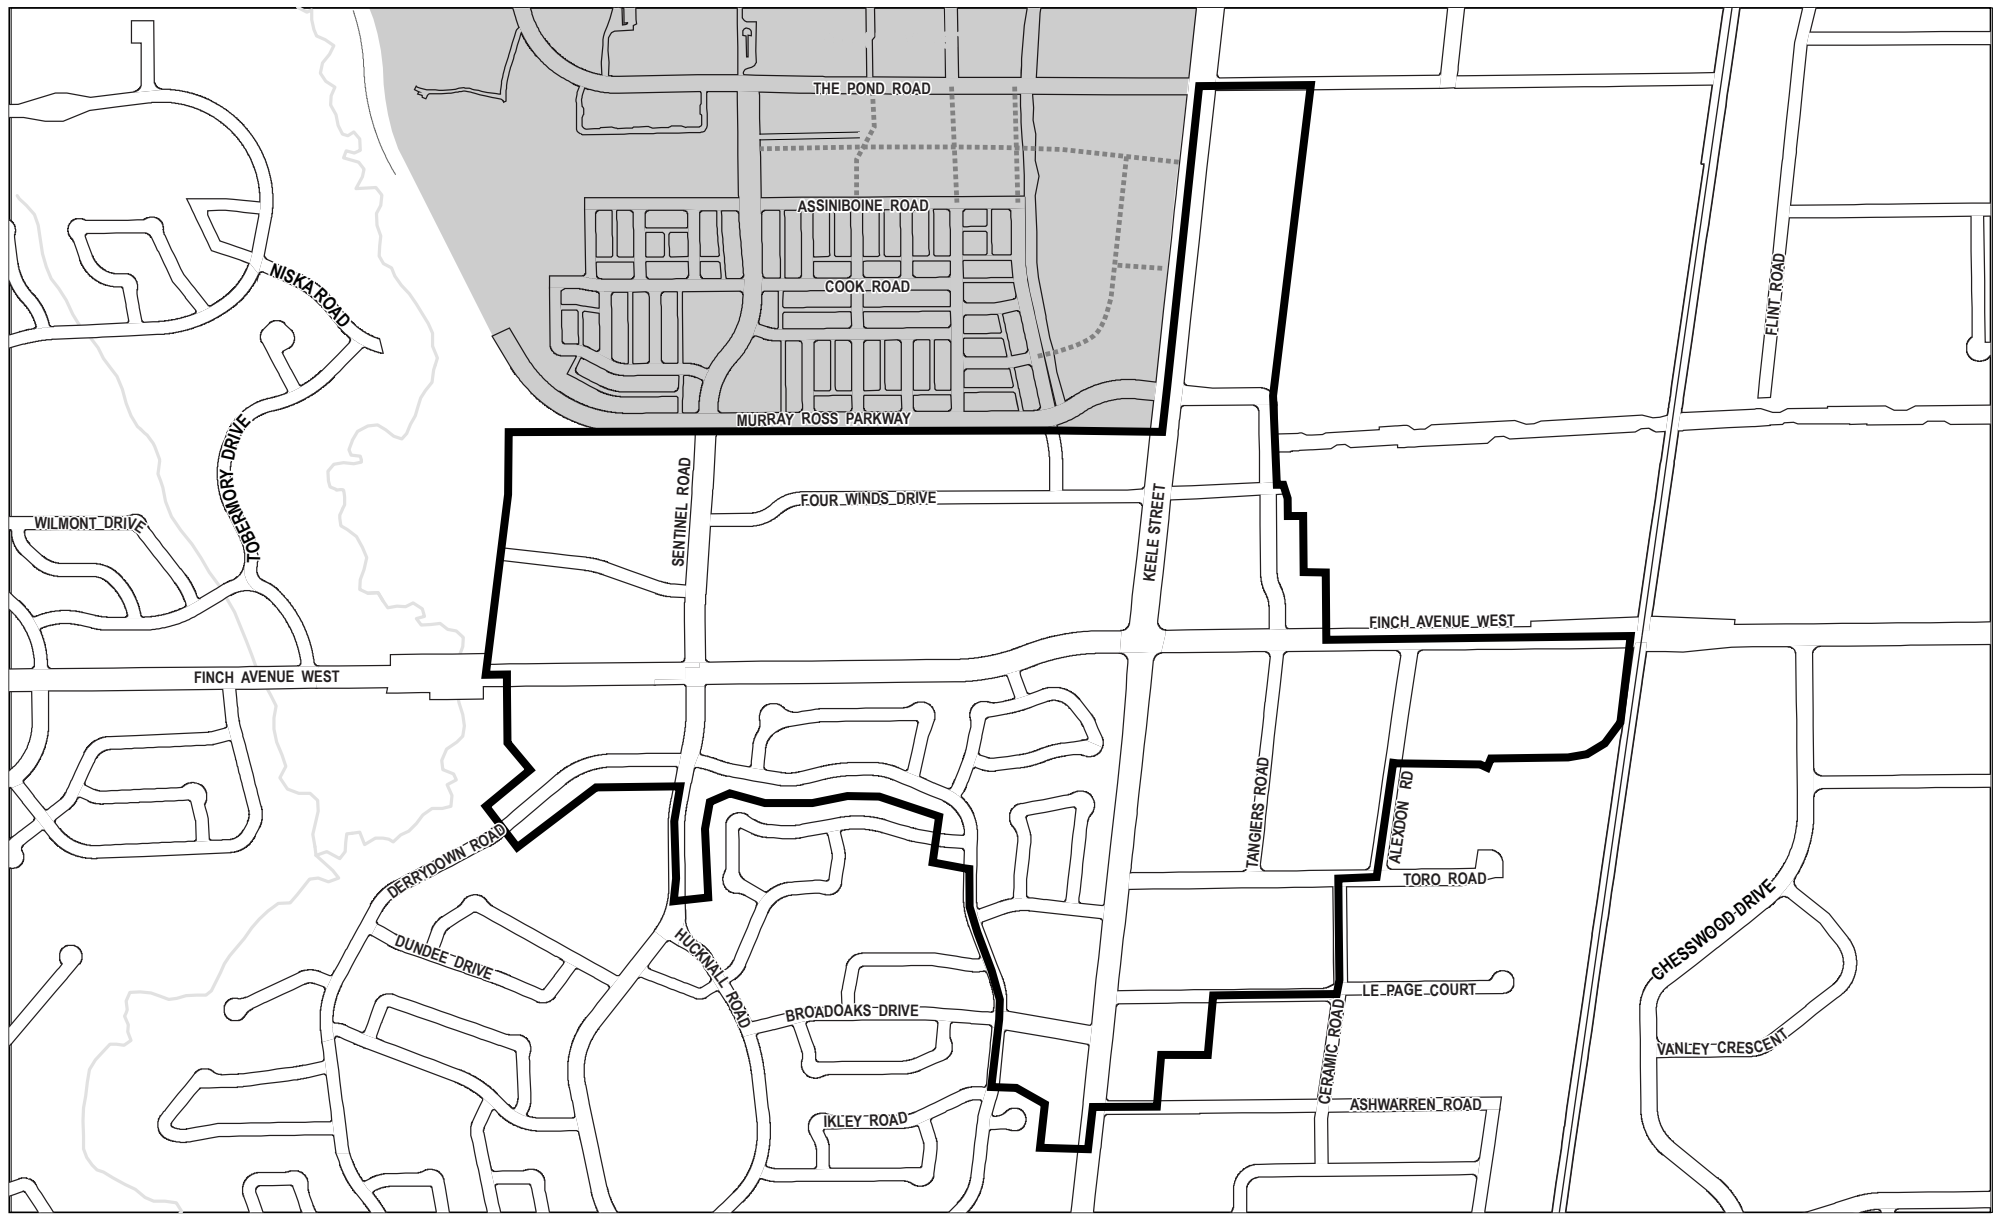 THE POND ROAD
ASSINIBOINE ROAD
NISKA ROAD
COOK ROAD
FLINT ROAD
MURRAY ROSS PARKWAY
TOBERMORY DRIVE
SENTINEL ROAD
FOUR WINDS DRIVE
KEELE STREET
WILMONT DRIVE
FINCH AVENUE WEST
FINCH AVENUE WEST
TANGIERS ROAD
ALEXDON RD
DERRYDOWN ROAD
TORO ROAD
CHESSWOOD DRIVE
DUNDEE DRIVE
HUCKNALL ROAD
LE PAGE COURT
BROADOAKS DRIVE
CERAMIC ROAD
VANLEY CRESCENT
ASHWARREN ROAD
IKLEY ROAD